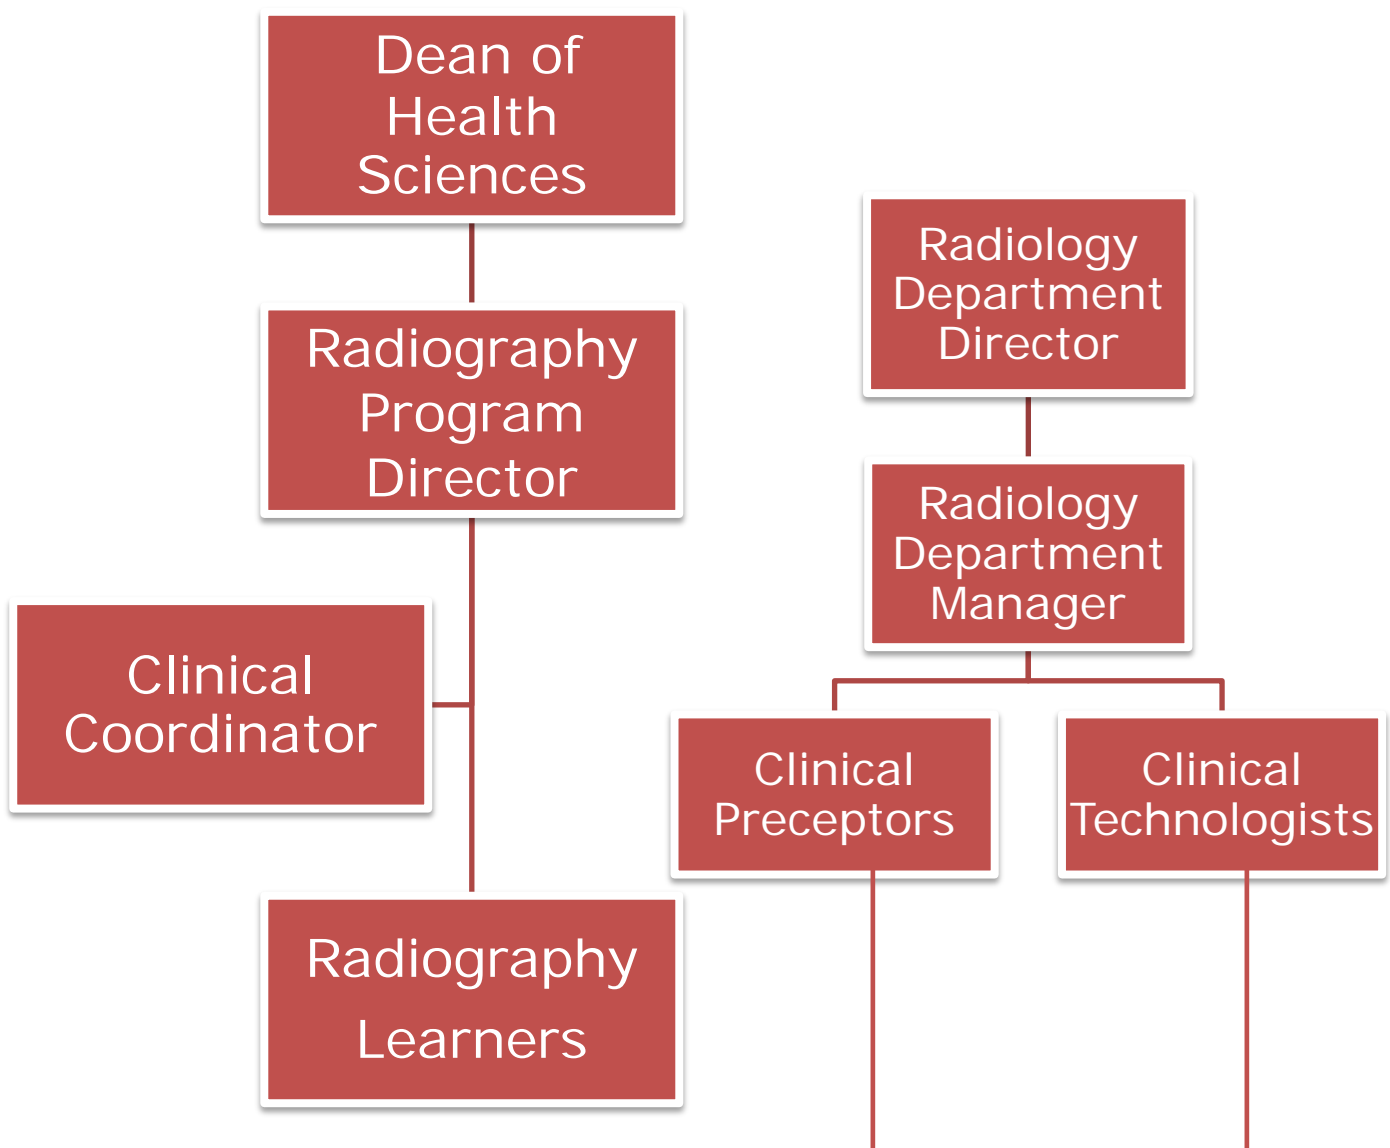 Dean of
Health
Sciences
Radiography
Program
Director
Clinical
Coordinator
Radiography
Learners
Radiology
Department
Director
Radiology
Department
Manager
Clinical
Preceptors
Clinical
Technologists